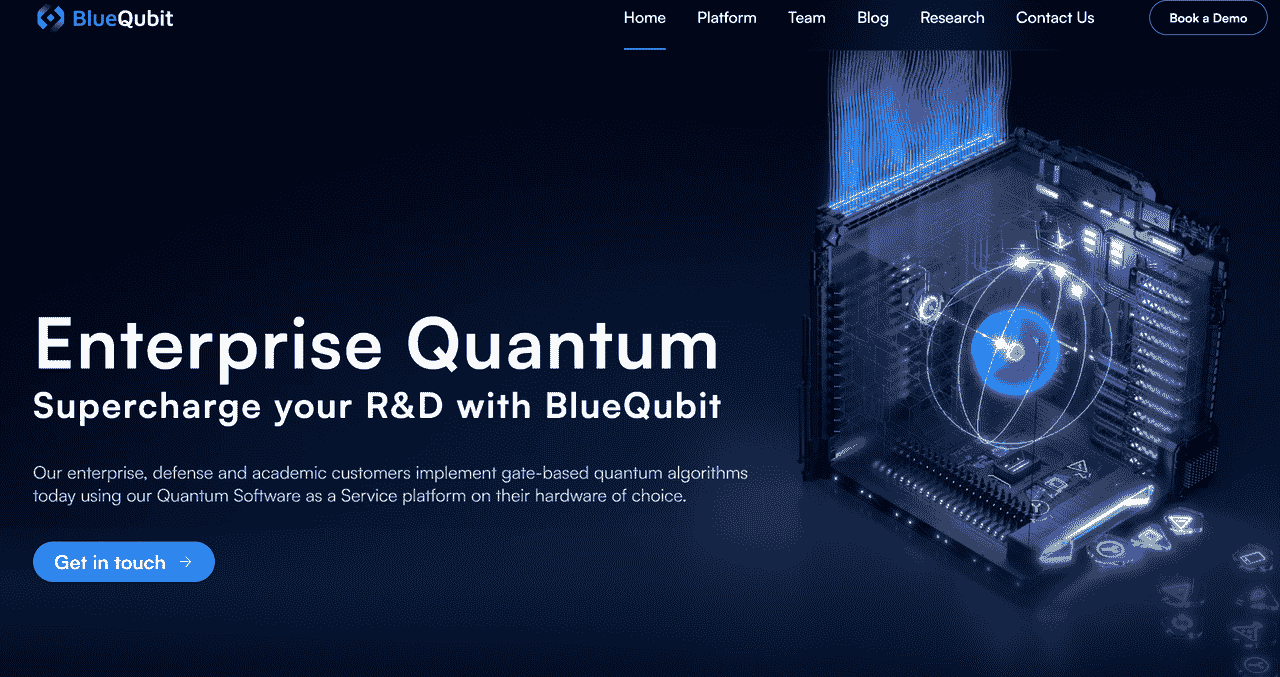 BlueQubit
Home Platform Team Blog Research Contact Us Book a Demo
Enterprise Quantum
Supercharge your R&D with BlueQubit
Our enterprise, defense and academic customers implement gate-based quantum algorithms
today using our Quantum Software as a Service platform on their hardware of choice.
Get in touch →